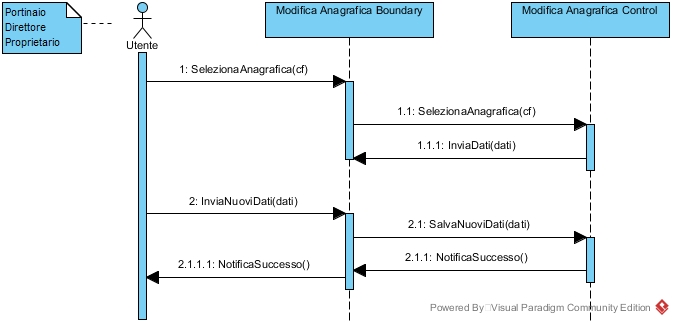 Portinaio
Direttore
Proprietario
Utente
Modifica Anagrafica Boundary
Modifica Anagrafica Control
1: SelezionaAnagrafica(cf)
1.1: SelezionaAnagrafica(cf)
1.1.1: InviaDati(dati)
2: InviaNuoviDati(dati)
2.1: SalvaNuoviDati(dati)
2.1.1: NotificaSuccesso()
2.1.1.1: NotificaSuccesso()
Powered By Visual Paradigm Community Edition